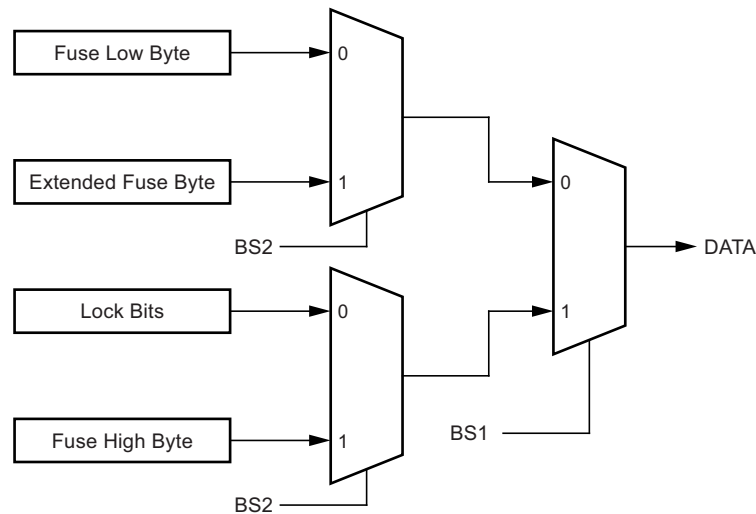 Fuse Low Byte
0
Extended Fuse Byte
1
BS2
0
DATA
Lock Bits
0
1
Fuse High Byte
1
BS1
BS2